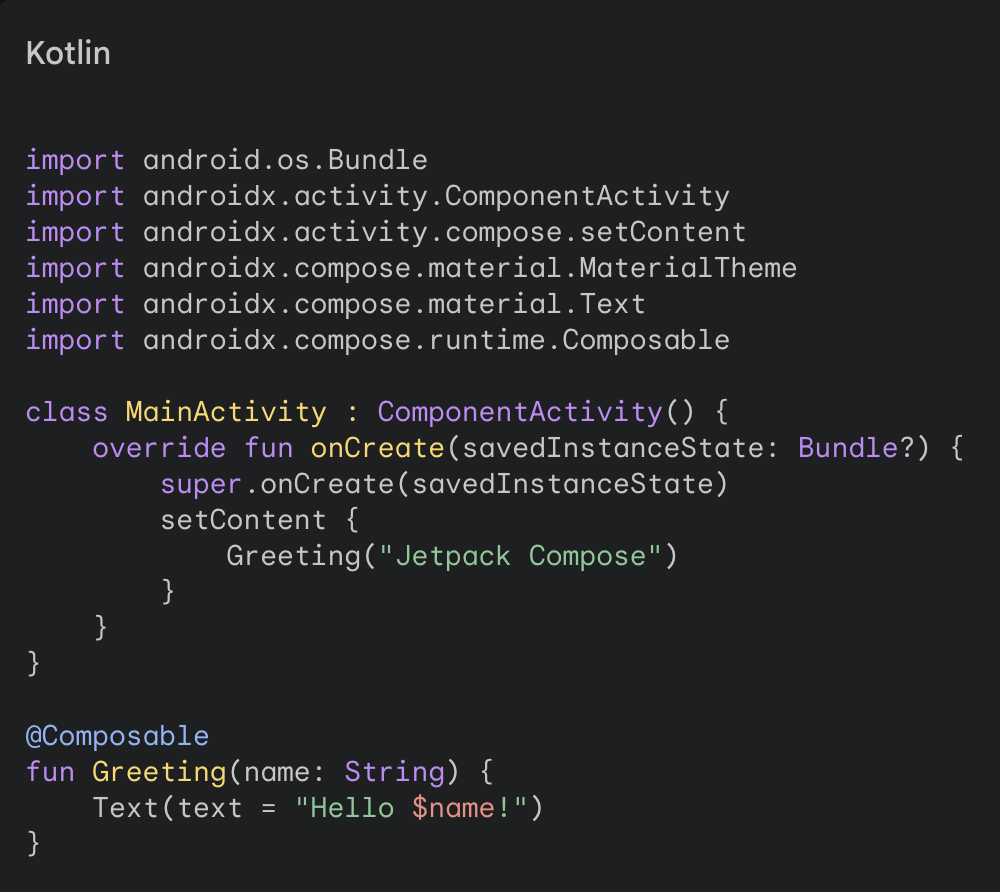 Kotlin
import android.os.Bundle
import androidx.activity.ComponentActivity
import androidx.activity.compose.setContent
import androidx.compose.material.MaterialTheme
import androidx.compose.material.Text
import androidx.compose.runtime.Composable
class MainActivity : ComponentActivity() {
    override fun onCreate(savedInstanceState: Bundle?) {
        super.onCreate(savedInstanceState)
        setContent {
            Greeting("Jetpack Compose")
        }
    }
}
@Composable
fun Greeting(name: String) {
    Text(text = "Hello $name!")
}